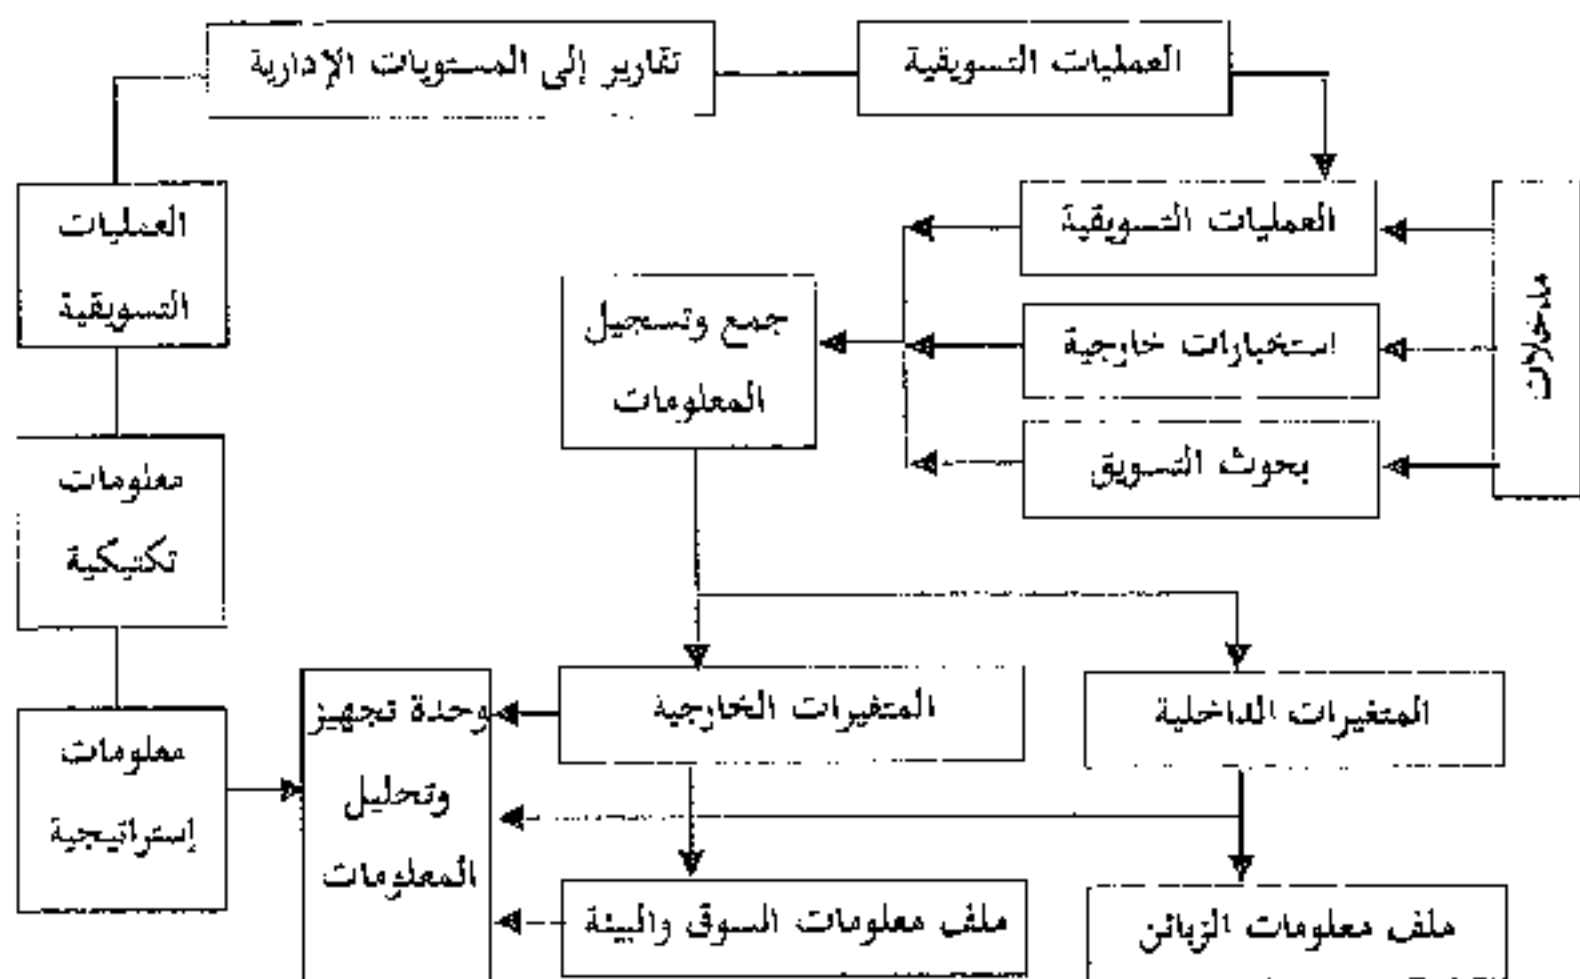 العمليات التسويقية
تقارير إلى المستويات الإدارية
مدخلات
العمليات التسويقية
استخبارات خارجية
بحوث التسويق
جمع وتسجيل
المعلومات
العمليات
التسويقية
معلومات
تكتيكية
معلومات
إستراتيجية
المتغيرات الداخلية
المتغيرات الخارجية
وحدة تجهيز
وتحليل
المعلومات
ملف معلومات الزبائن
ملف معلومات السوق والبيئة